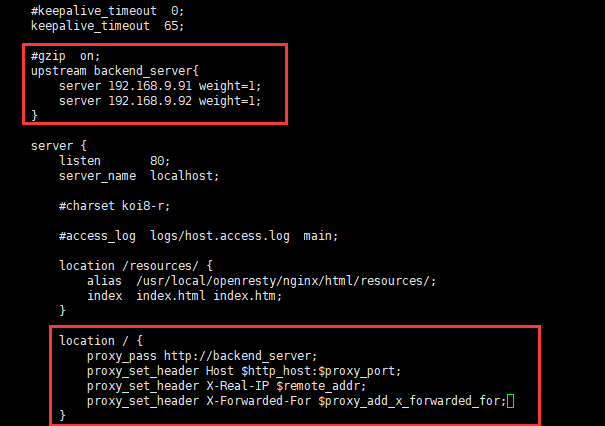 #keepalive_timeout  0;
keepalive_timeout  65;
#gzip  on;
upstream backend_server{
    server 192.168.9.91 weight=1;
    server 192.168.9.92 weight=1;
}
server {
    listen       80;
    server_name  localhost;
    #charset koi8-r;
    #access_log  logs/host.access.log  main;
    location /resources/ {
        alias  /usr/local/openresty/nginx/html/resources/;
        index  index.html index.htm;
    }
    location / {
        proxy_pass http://backend_server;
        proxy_set_header Host $http_host:$proxy_port;
        proxy_set_header X-Real-IP $remote_addr;
        proxy_set_header X-Forwarded-For $proxy_add_x_forwarded_for;
    }